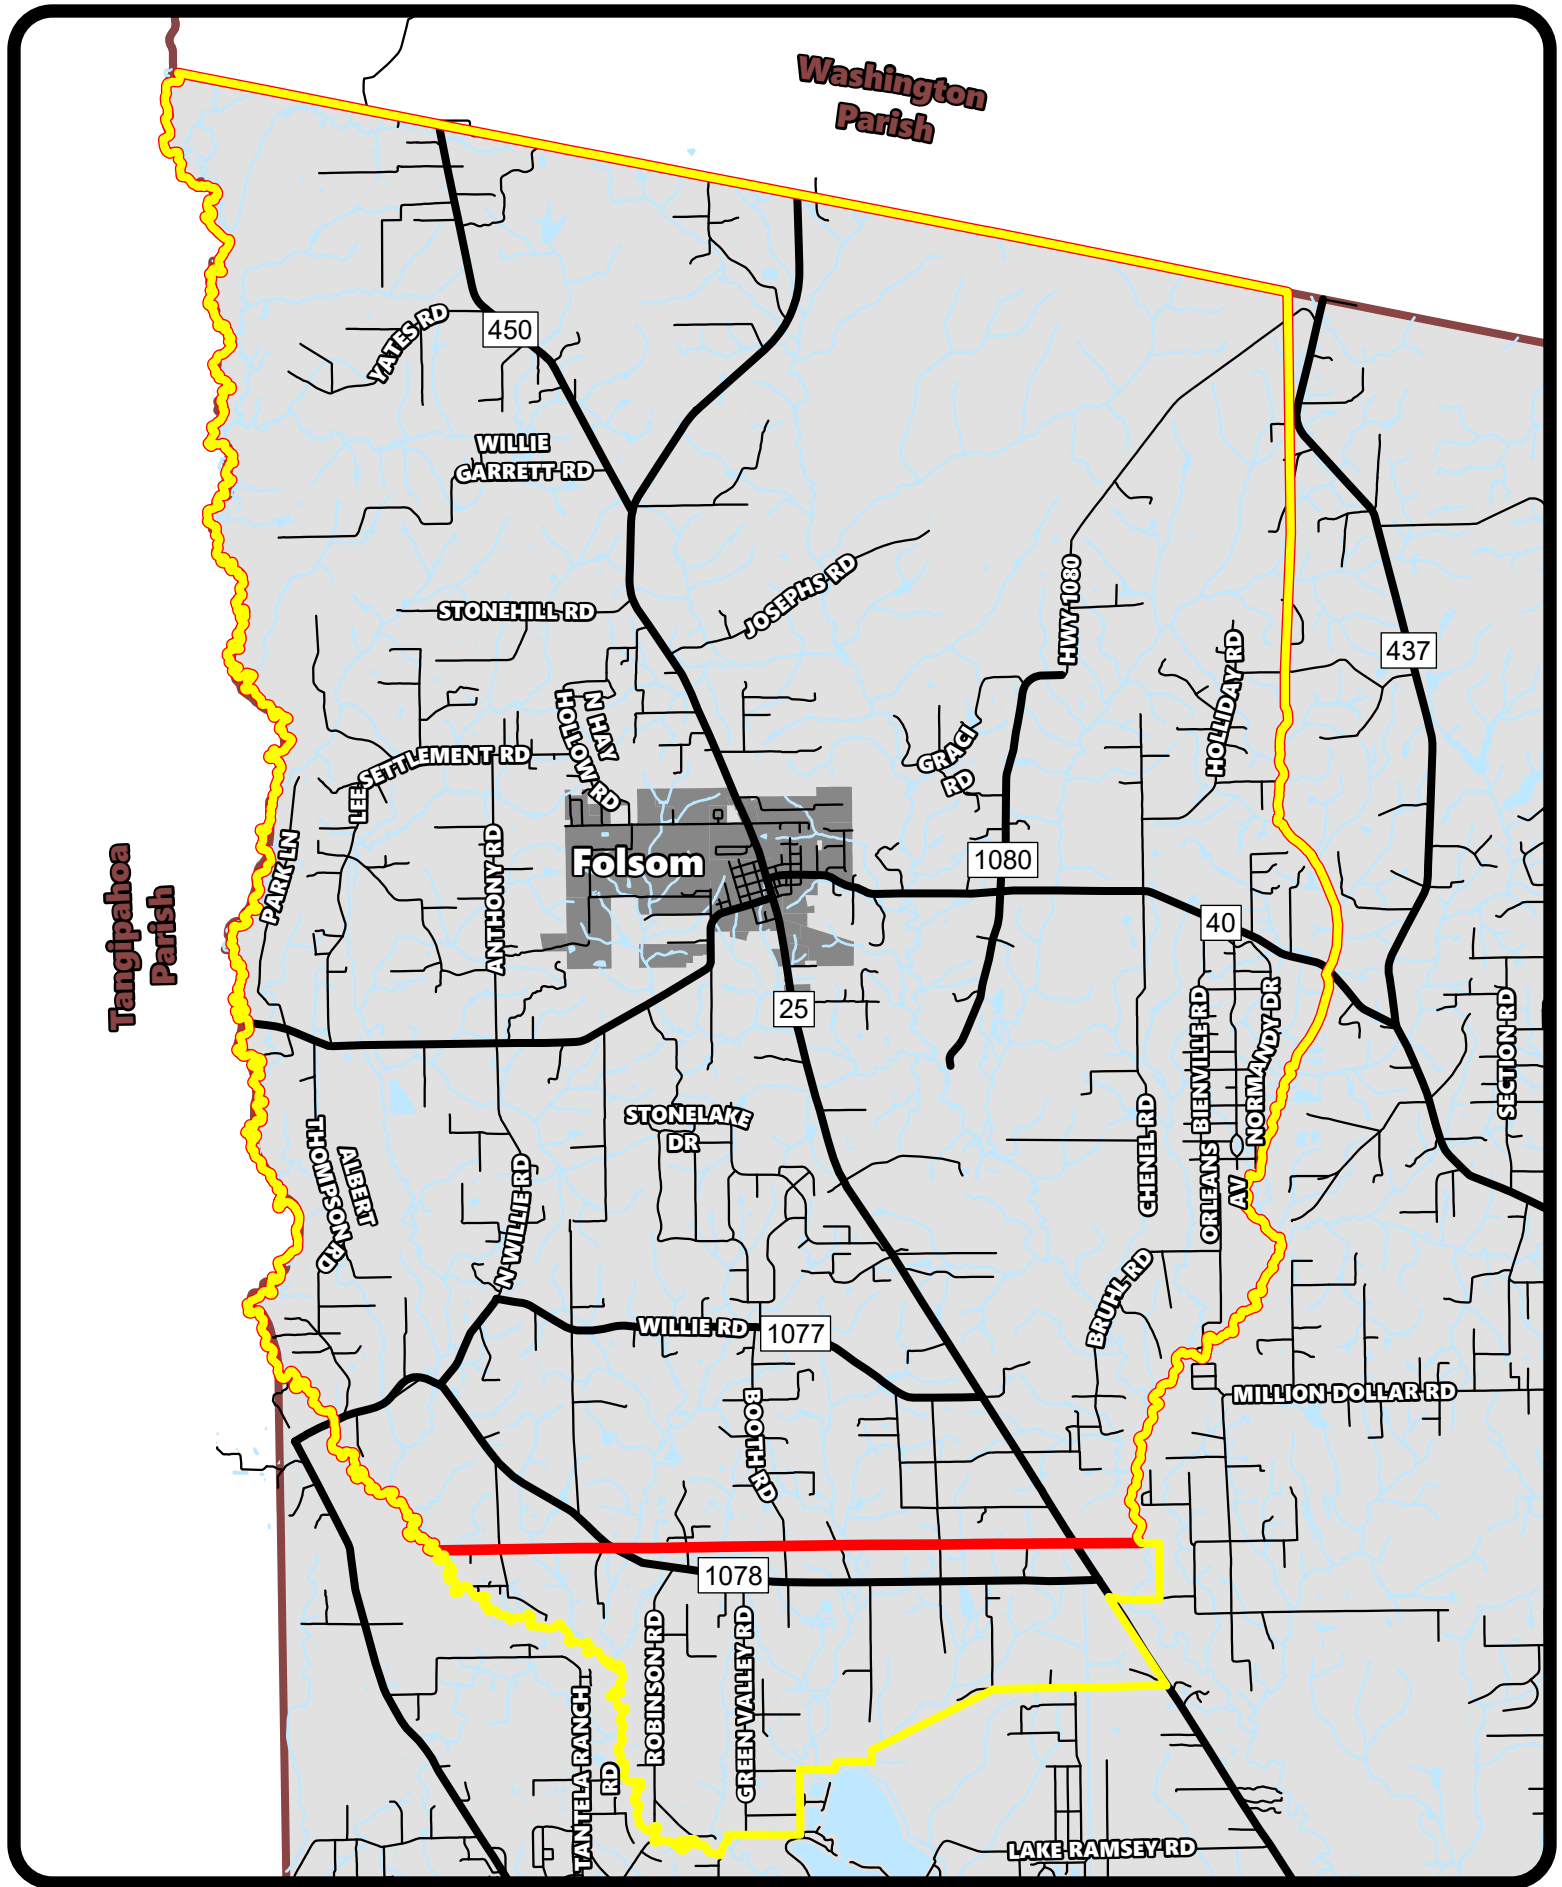 Washington
Parish
YATES RD
450
WILLIE
GARRETT RD
STONEHILL RD
JOSEPHS RD
HWY 1080
437
HOLLIDAY RD
N HAY
HOLLOW RD
SETTLEMENT RD
LEE
GRACI
RD
PARK LN
ANTHONY RD
Folsom
1080
40
Tangipahoa
Parish
25
BIENVILLE RD
NORMANDY DR
SECTION RD
STONELAKE
DR
CHENEL RD
ALBERT
THOMPSON RD
ORLEANS
AV
N WILLIE RD
BRUHL RD
WILLIE RD
1077
MILLION DOLLAR RD
BOOTH RD
1078
ROBINSON RD
GREEN VALLEY RD
TANTELA RANCH
RD
LAKE RAMSEY RD